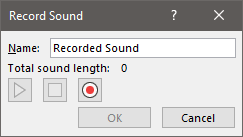 Record Sound ? ×
Name: Recorded Sound
Total sound length: 0
OK Cancel